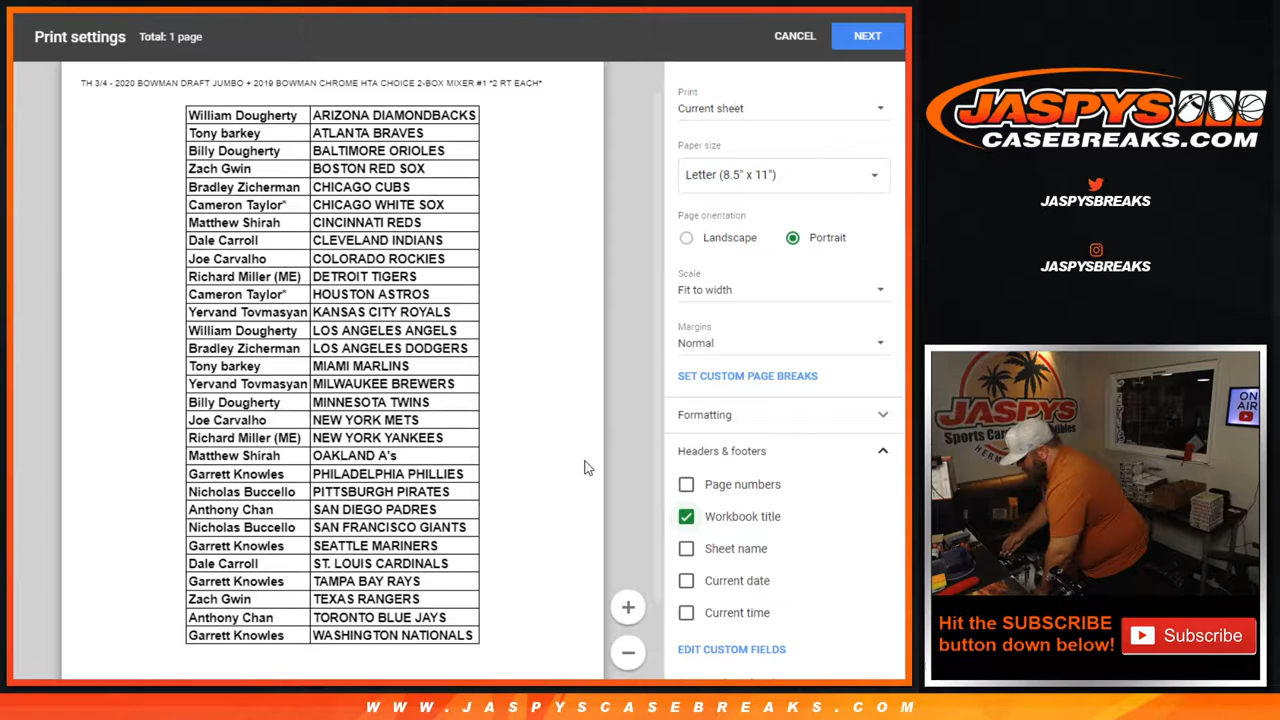 Print settings Total: 1 page CANCEL NEXT
TH 3/4 - 2020 BOWMAN DRAFT JUMBO + 2019 BOWMAN CHROME HTA CHOICE 2-BOX MIXER #1 *2 RT EACH*
William Dougherty ARIZONA DIAMONDBACKS
Tony barkey ATLANTA BRAVES
Billy Dougherty BALTIMORE ORIOLES
Zach Gwin BOSTON RED SOX
Bradley Zicherman CHICAGO CUBS
Cameron Taylor* CHICAGO WHITE SOX
Matthew Shirah CINCINNATI REDS
Dale Carroll CLEVELAND INDIANS
Joe Carvalho COLORADO ROCKIES
Richard Miller (ME) DETROIT TIGERS
Cameron Taylor* HOUSTON ASTROS
Yervand Tovmasyan KANSAS CITY ROYALS
William Dougherty LOS ANGELES ANGELS
Bradley Zicherman LOS ANGELES DODGERS
Tony barkey MIAMI MARLINS
Yervand Tovmasyan MILWAUKEE BREWERS
Billy Dougherty MINNESOTA TWINS
Joe Carvalho NEW YORK METS
Richard Miller (ME) NEW YORK YANKEES
Matthew Shirah OAKLAND A's
Garrett Knowles PHILADELPHIA PHILLIES
Nicholas Buccello PITTSBURGH PIRATES
Anthony Chan SAN DIEGO PADRES
Nicholas Buccello SAN FRANCISCO GIANTS
Garrett Knowles SEATTLE MARINERS
Dale Carroll ST. LOUIS CARDINALS
Garrett Knowles TAMPA BAY RAYS
Zach Gwin TEXAS RANGERS
Anthony Chan TORONTO BLUE JAYS
Garrett Knowles WASHINGTON NATIONALS
Print
Current sheet
Paper size
Letter (8.5" x 11")
Page orientation
Landscape Portrait
Scale
Fit to width
Margins
Normal
SET CUSTOM PAGE BREAKS
Formatting
Headers & footers
Page numbers
Workbook title
Sheet name
Current date
Current time
EDIT CUSTOM FIELDS
JASPYS
CASEBREAKS.COM
JASPYSBREAKS
JASPYSBREAKS
JASPYS
ON
AIR
Hit the SUBSCRIBE
button down below!
Subscribe
WWW.JASPYSCASEBREAKS.COM